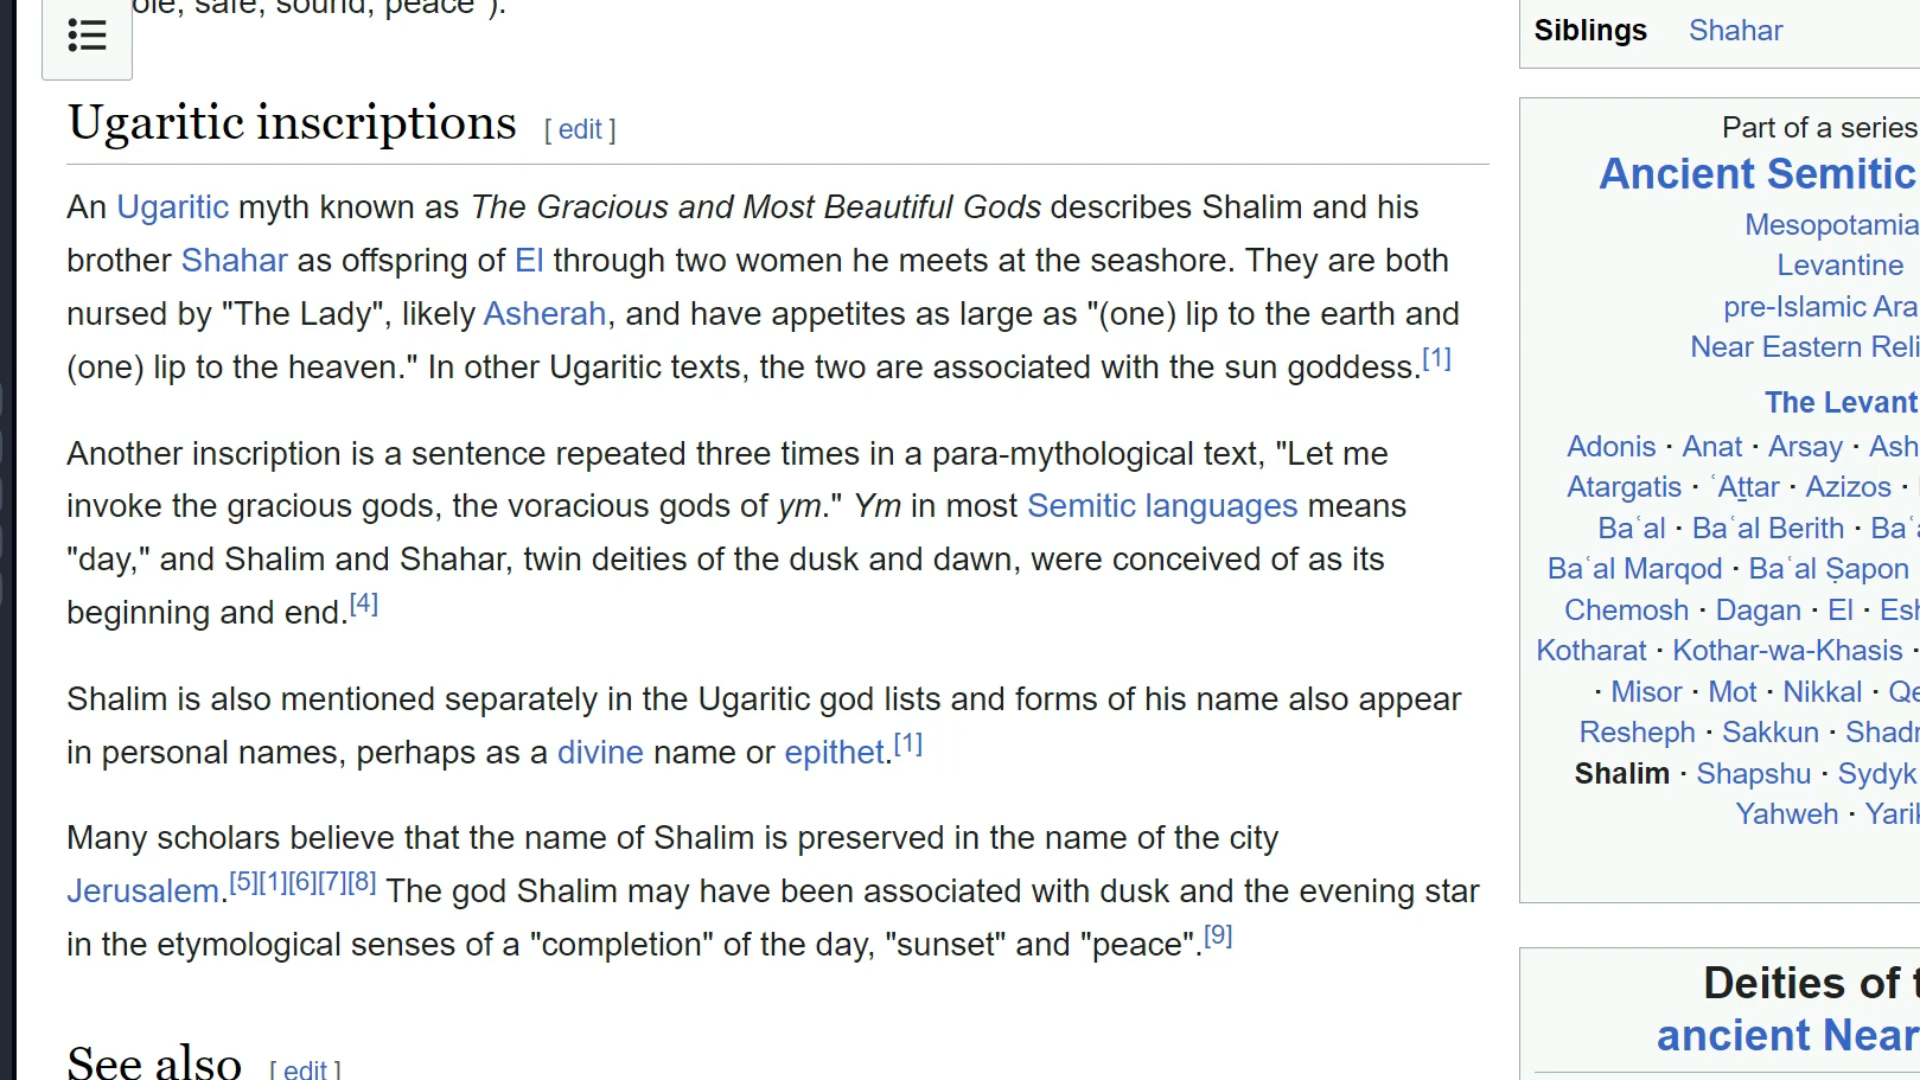 ole, safe, sound, peace").
Ugaritic inscriptions [ edit ]
An Ugaritic myth known as The Gracious and Most Beautiful Gods describes Shalim and his
brother Shahar as offspring of El through two women he meets at the seashore. They are both
nursed by "The Lady", likely Asherah, and have appetites as large as "(one) lip to the earth and
(one) lip to the heaven." In other Ugaritic texts, the two are associated with the sun goddess.[1]
Another inscription is a sentence repeated three times in a para-mythological text, "Let me
invoke the gracious gods, the voracious gods of ym." Ym in most Semitic languages means
"day," and Shalim and Shahar, twin deities of the dusk and dawn, were conceived of as its
beginning and end.[4]
Shalim is also mentioned separately in the Ugaritic god lists and forms of his name also appear
in personal names, perhaps as a divine name or epithet.[1]
Many scholars believe that the name of Shalim is preserved in the name of the city
Jerusalem.[5][1][6][7][8] The god Shalim may have been associated with dusk and the evening star
in the etymological senses of a "completion" of the day, "sunset" and "peace".[9]
See also [ edit ]
Siblings Shahar
Part of a series
Ancient Semitic
Mesopotamia
Levantine
pre-Islamic Ara
Near Eastern Reli
The Levant
Adonis · Anat · Arsay · Ash
Atargatis · ʿAṯtar · Azizos ·
Baʿal · Baʿal Berith · Baʿa
Baʿal Marqod · Baʿal Ṣapon
Chemosh · Dagan · El · Esh
Kotharat · Kothar-wa-Khasis ·
· Misor · Mot · Nikkal · Qe
Resheph · Sakkun · Shadr
Shalim · Shapshu · Sydyk
Yahweh · Yarik
Deities of t
ancient Near